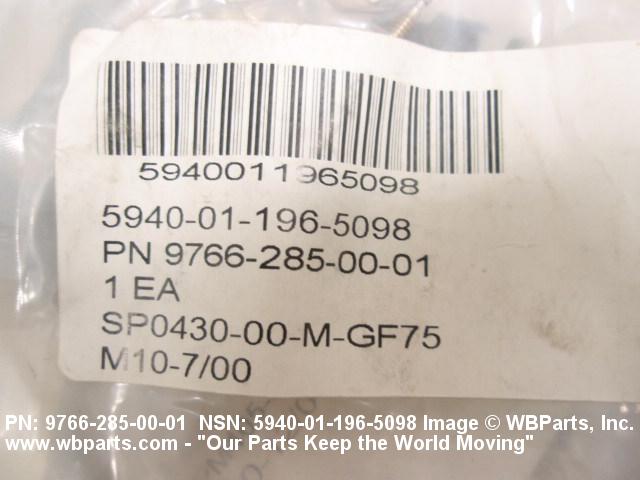 5940011965098
5940-01-196-5098
PN 9766-285-00-01
1 EA
SP0430-00-M-GF75
M10-7/00
PN: 9766-285-00-01 NSN: 5940-01-196-5098 Image © WBParts, Inc.
www.wbparts.com - "Our Parts Keep the World Moving"